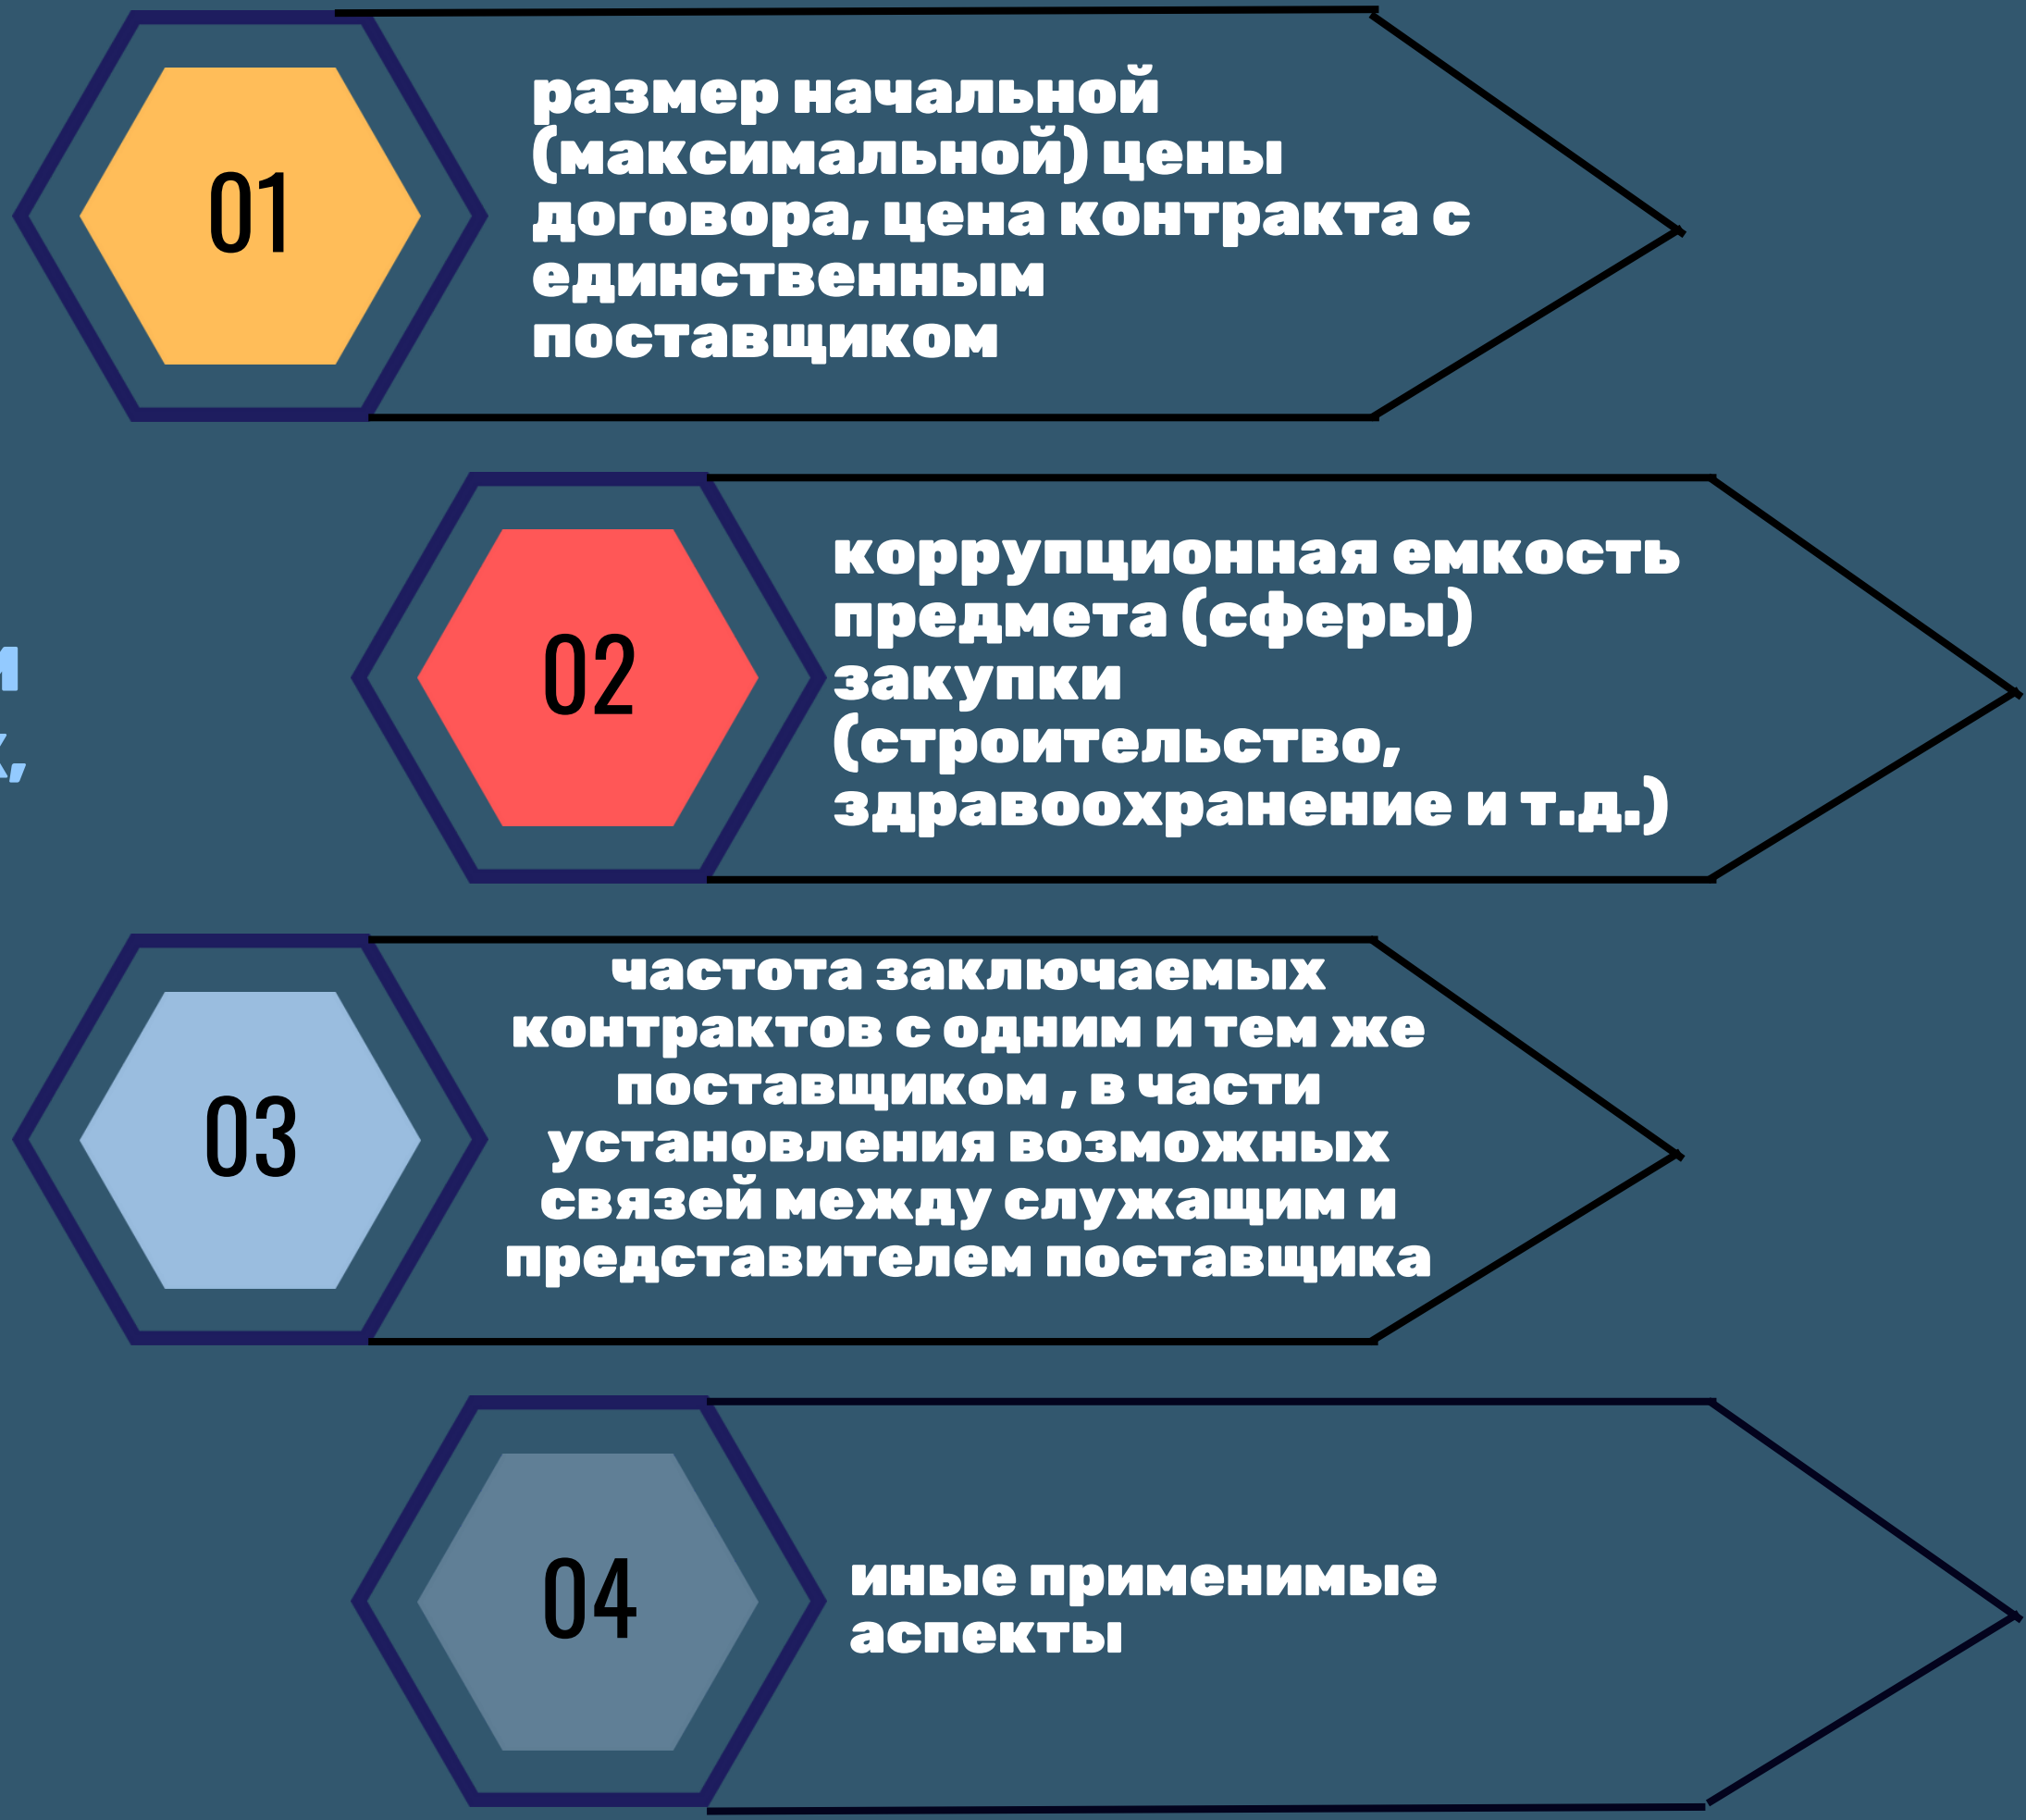 01
размер начальной
(максимальной) цены
договора, цена контракта с
единственным
поставщиком
02
коррупционная емкость
предмета (сферы)
закупки
(строительство,
здравоохранение и т.д.)
03
частота заключаемых
контрактов с одним и тем же
поставщиком , в части
установления возможных
связей между служащим и
представителем поставщика
04
иные применимые
аспекты